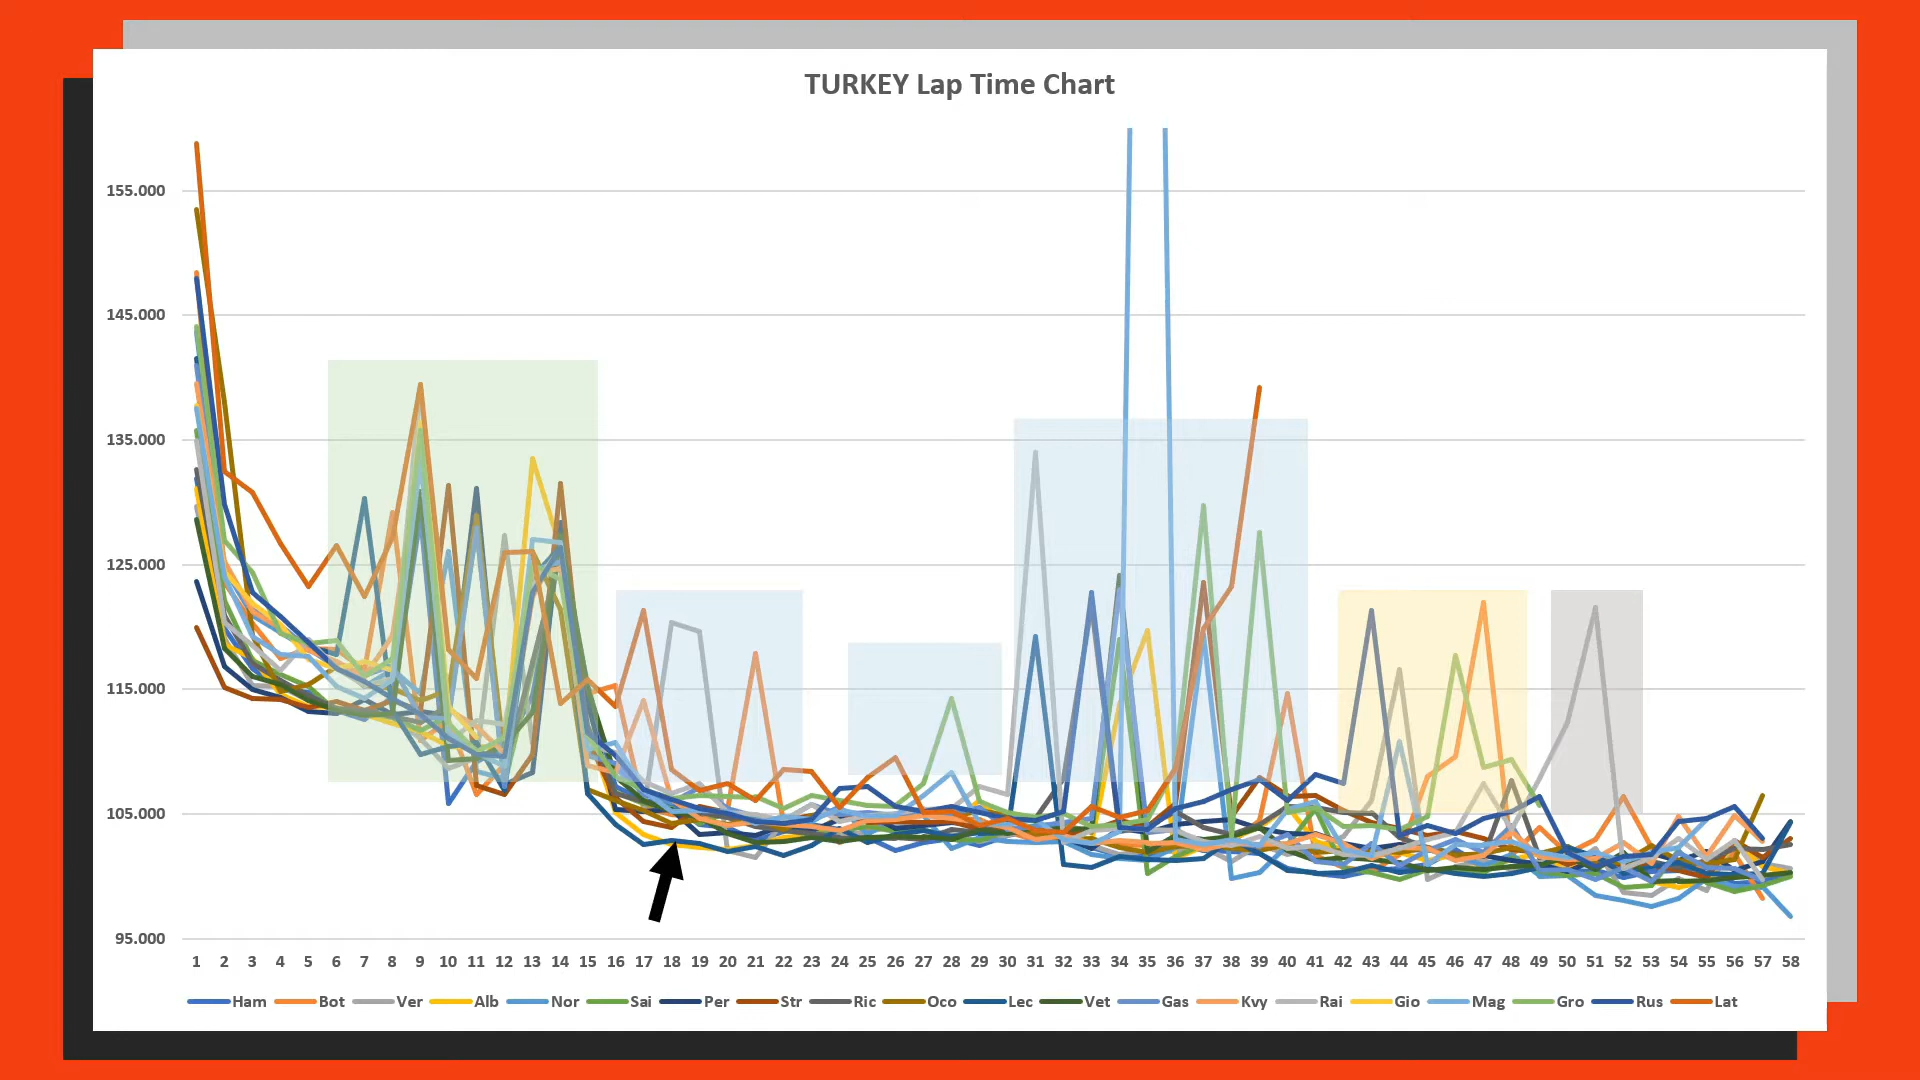 TURKEY Lap Time Chart
155.000
145.000
135.000
125.000
115.000
105.000
95.000
1 2 3 4 5 6 7 8 9 10 11 12 13 14 15 16 17 18 19 20 21 22 23 24 25 26 27 28 29 30 31 32 33 34 35 36 37 38 39 40 41 42 43 44 45 46 47 48 49 50 51 52 53 54 55 56 57 58
Ham Bot Ver Alb Nor Sai Per Str Ric Oco Lec Vet Gas Kvy Rai Gio Mag Gro Rus Lat